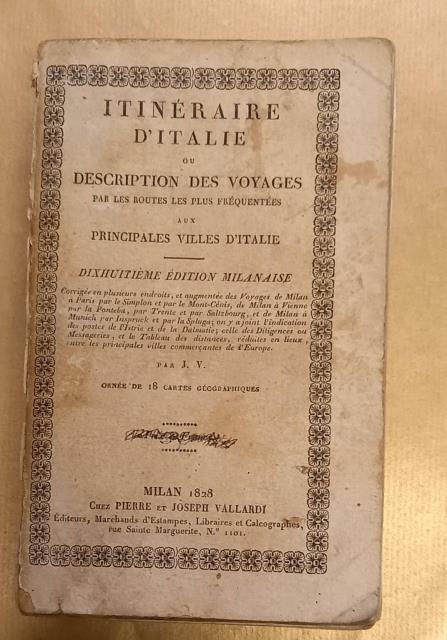 ITINÉRAIRE
D'ITALIE
OU
DESCRIPTION DES VOYAGES
PAR LES ROUTES LES PLUS FRÉQUENTÉES
AUX
PRINCIPALES VILLES D'ITALIE
DIXHUITIÈME ÉDITION MILANAISE
Corrigée en plusieurs endroits, et augmentée des Voyages de Milan
à Paris par le Simplon et par le Mont-Cénis, de Milan à Vienne
par la Ponteba, par Trente et par Saltzbourg, et de Milan à
Munich par Inspruck et par la Spluga; on y a joint l'indication
des postes de l'Istrie et de la Dalmatie; celle des Diligences ou
Messageries, et le Tableau des distances, réduites en lieux,
entre les principales villes commerçantes de l'Europe.
PAR J. V.
ORNÉE DE 18 CARTES GÉOGRAPHIQUES
MILAN 1828
CHEZ PIERRE ET JOSEPH VALLARDI
Éditeurs, Marchands d'Estampes, Libraires et Calcographes,
rue Sainte Marguerite, N.º 1101.